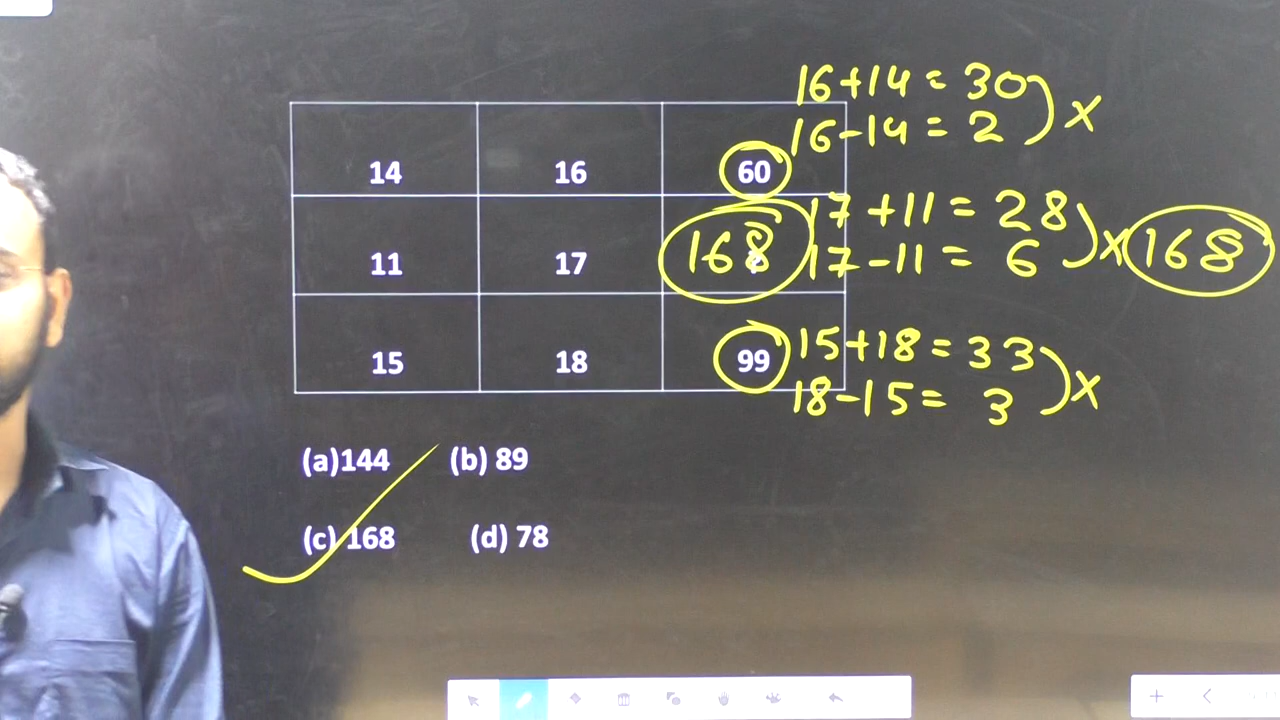 16+14 = 30
16-14 = 2 ) x
14 16 60
17+11 = 28
11 17 168 17-11 = 6 ) x 168
15+18 = 33
15 18 99
18-15 = 3 ) x
(a)144 (b) 89
(c) 168 (d) 78